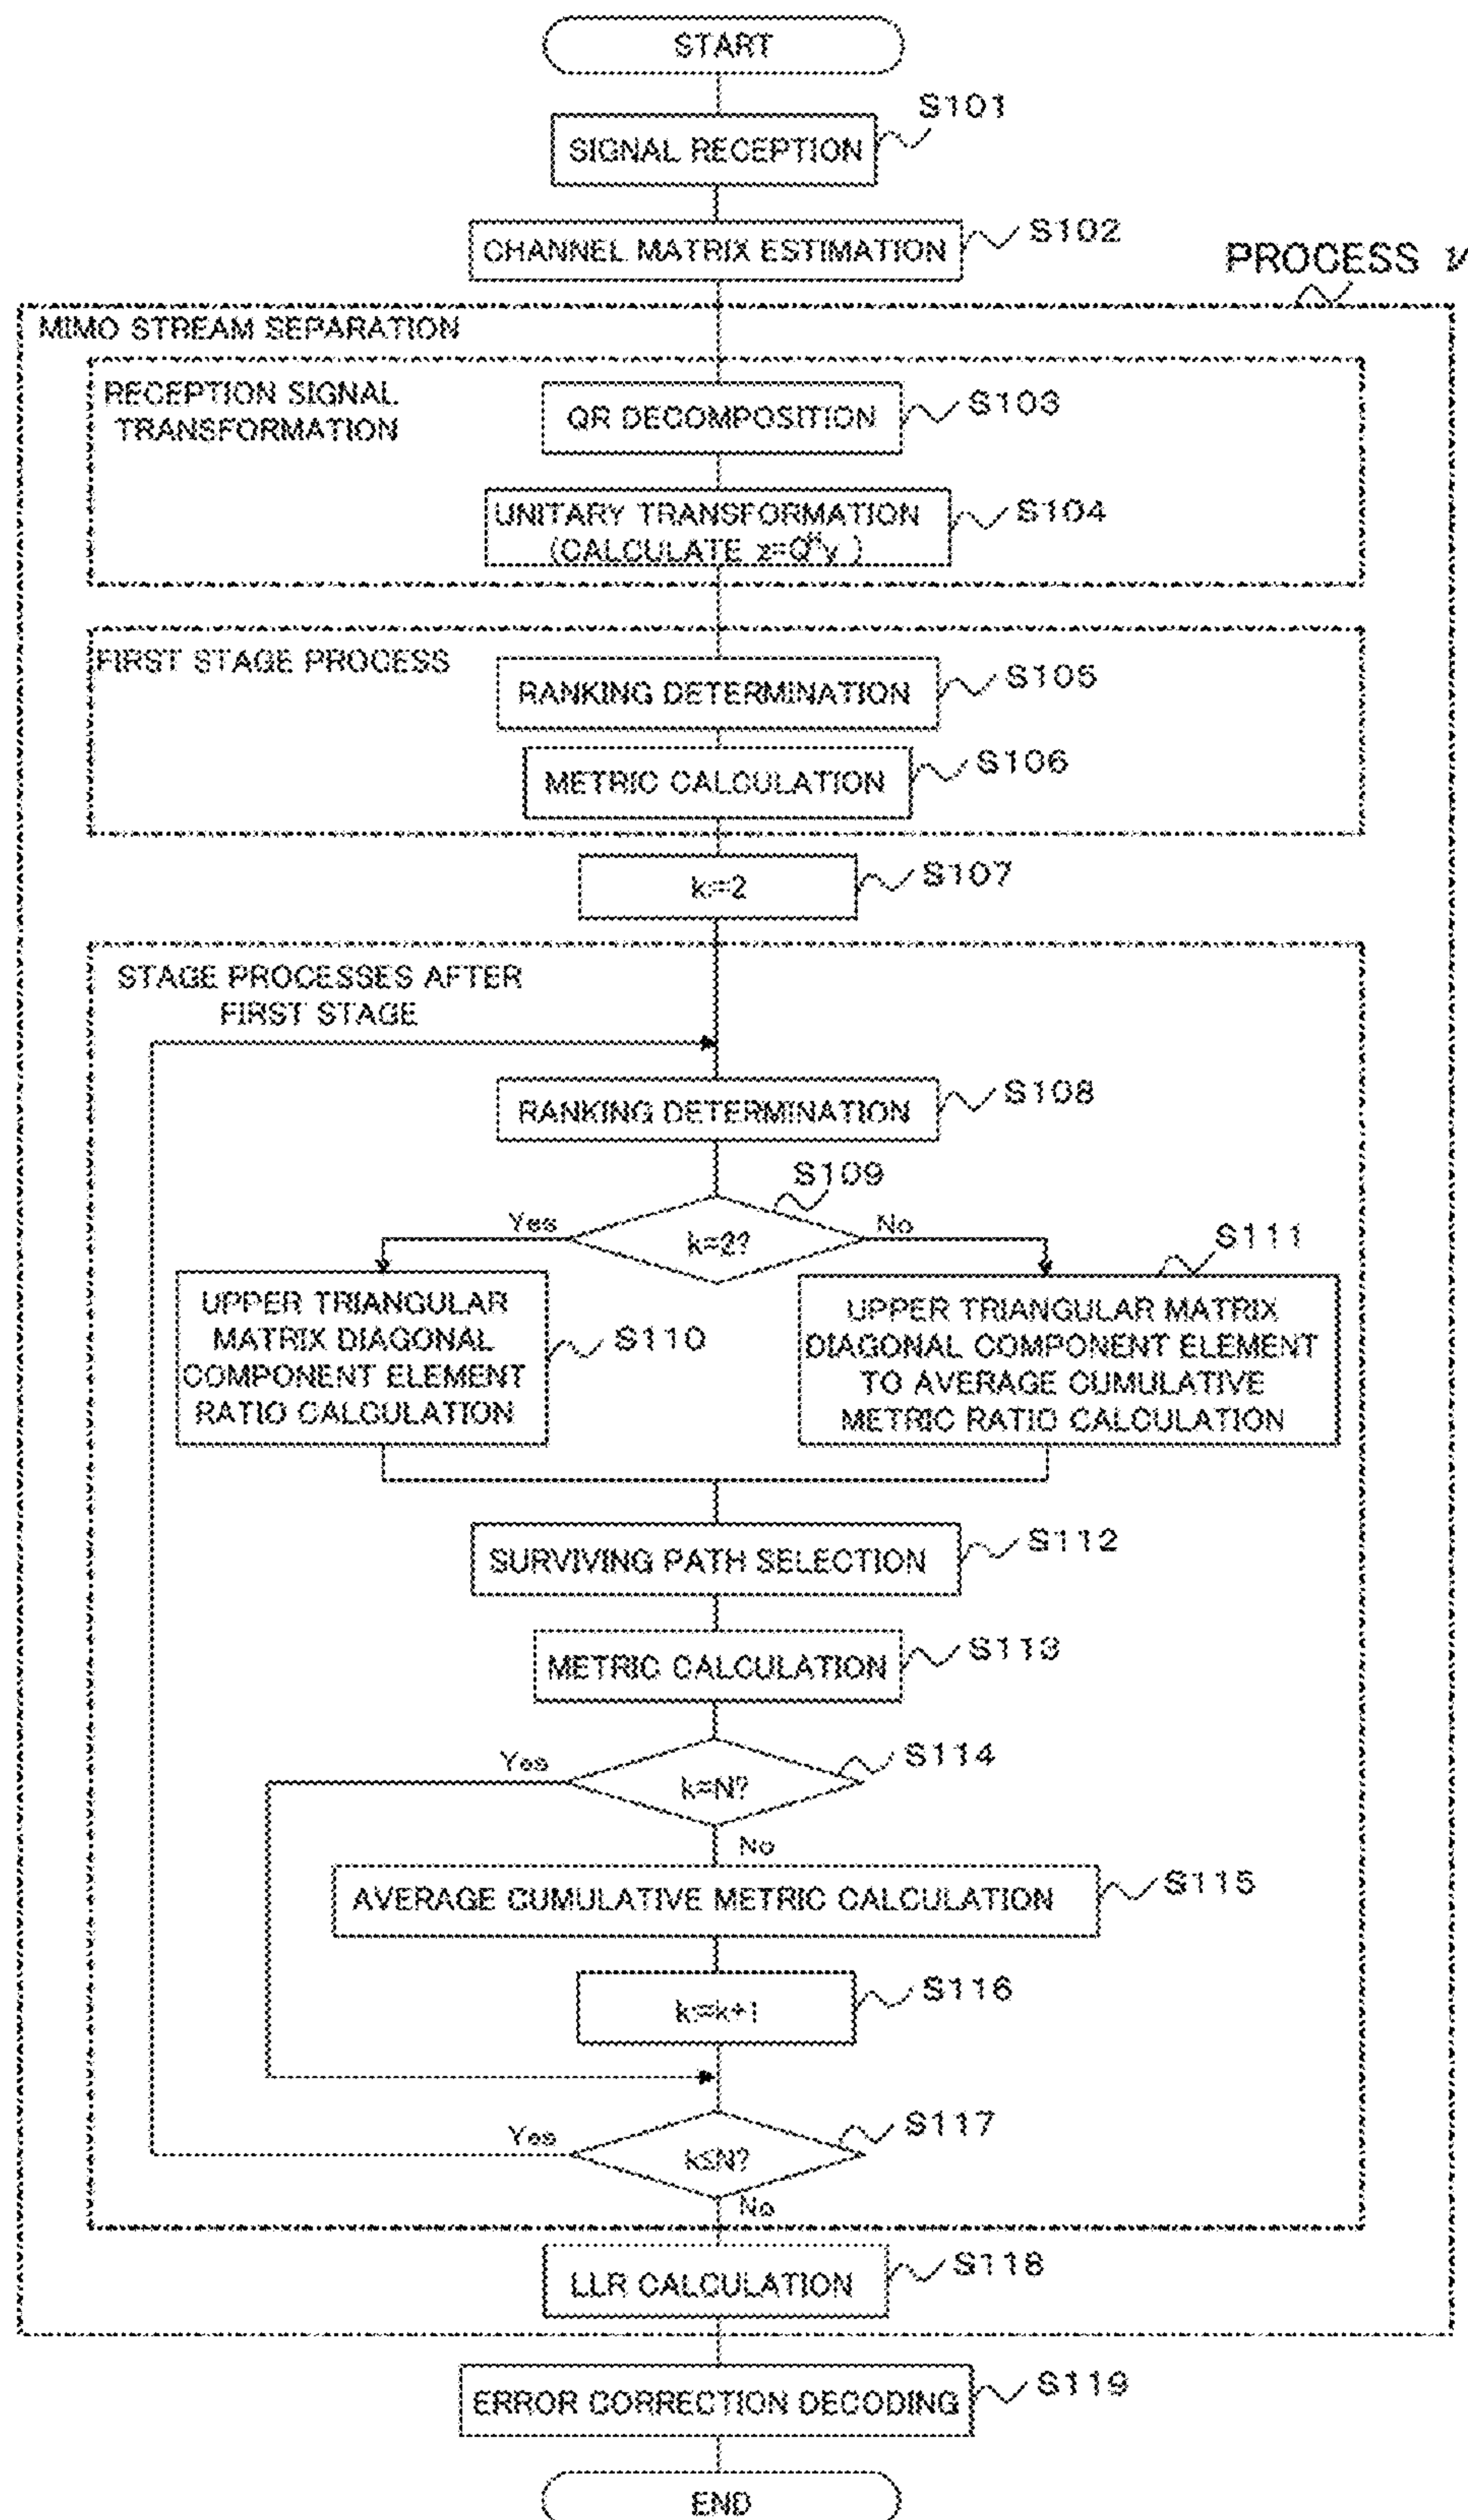 START
S101
SIGNAL RECEPTION
S102
CHANNEL MATRIX ESTIMATION
PROCESS
MIMO STREAM SEPARATION
RECEPTION SIGNAL
TRANSFORMATION
S103
QR DECOMPOSITION
S104
UNITARY TRANSFORMATION
(CALCULATE z=Q^H y )
FIRST STAGE PROCESS
S105
RANKING DETERMINATION
S106
METRIC CALCULATION
S107
k:=2
STAGE PROCESSES AFTER
FIRST STAGE
S108
RANKING DETERMINATION
S109
Yes
k=2?
No
S111
UPPER TRIANGULAR
MATRIX DIAGONAL
COMPONENT ELEMENT
RATIO CALCULATION
S110
UPPER TRIANGULAR MATRIX
DIAGONAL COMPONENT ELEMENT
TO AVERAGE CUMULATIVE
METRIC RATIO CALCULATION
S112
SURVIVING PATH SELECTION
S113
METRIC CALCULATION
S114
Yes
k=N?
No
S115
AVERAGE CUMULATIVE METRIC CALCULATION
S116
k:=k+1
S117
Yes
k≤N?
No
S118
LLR CALCULATION
S119
ERROR CORRECTION DECODING
END